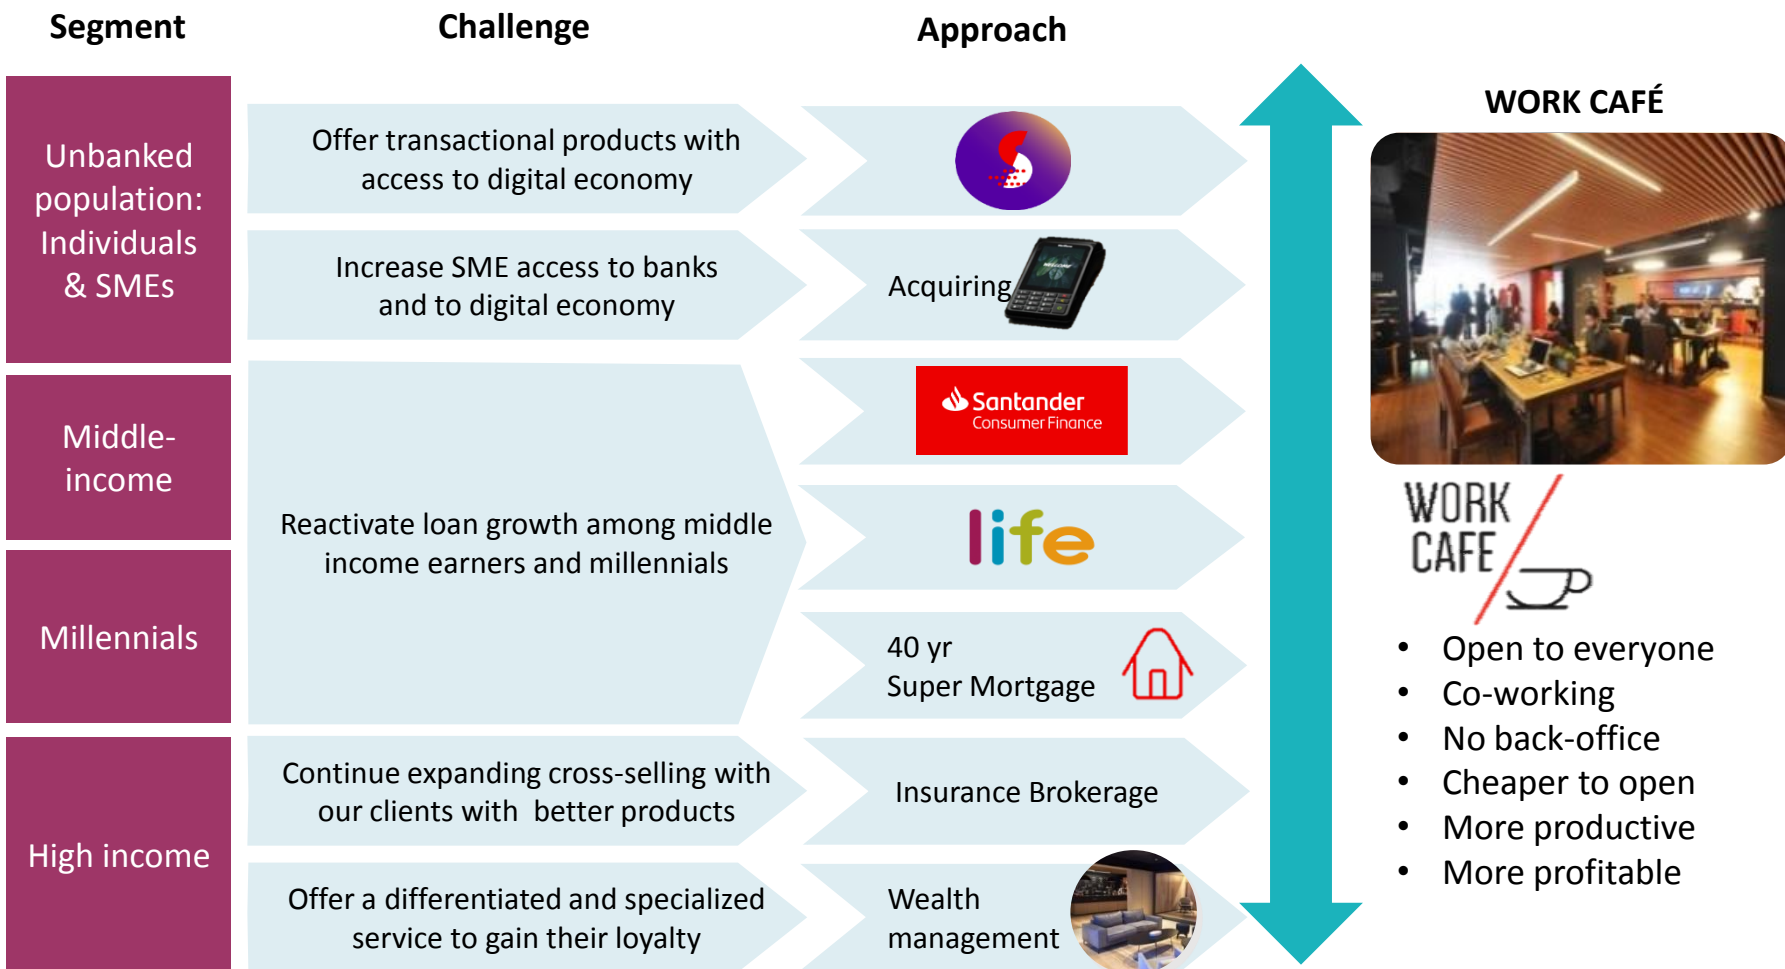 Segment
Challenge
Approach
Unbanked
population:
Individuals
& SMEs
Offer transactional products with
access to digital economy
Increase SME access to banks
and to digital economy
Acquiring
WELCOME
Middle-
income
Millennials
Reactivate loan growth among middle
income earners and millennials
Santander
Consumer Finance
life
40 yr
Super Mortgage
High income
Continue expanding cross-selling with
our clients with  better products
Insurance Brokerage
Offer a differentiated and specialized
service to gain their loyalty
Wealth
management
WORK CAFÉ
WORK
CAFE
• Open to everyone
• Co-working
• No back-office
• Cheaper to open
• More productive
• More profitable